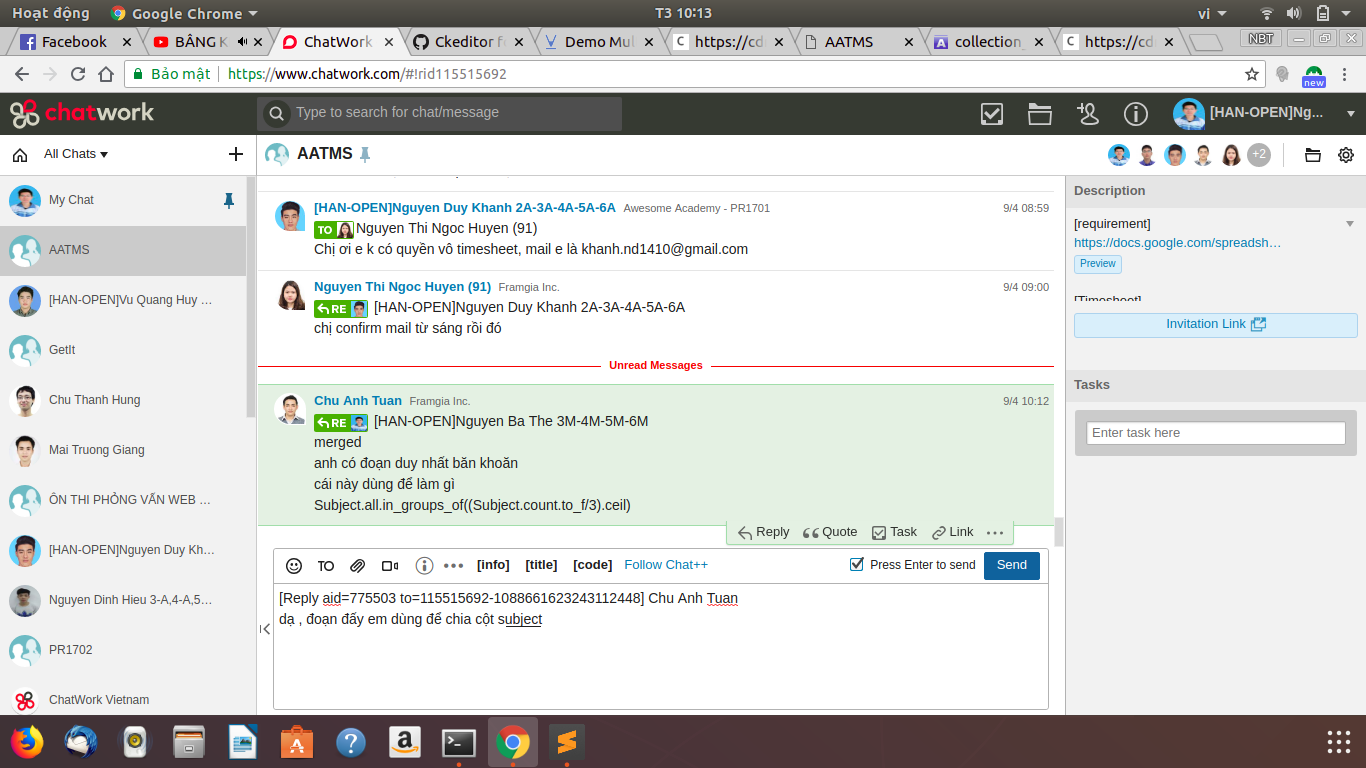 Hoạt động
Google Chrome
T3 10:13
vi
Facebook
BÂNG K
ChatWork
Ckeditor f
Demo Mul
https://cd
AATMS
collection
https://cd
NBT
Bảo mật
https://www.chatwork.com/#!rid115515692
new
chatwork
Type to search for chat/message
[HAN-OPEN]Ng...
All Chats
AATMS
+2
My Chat
AATMS
[HAN-OPEN]Vu Quang Huy …
GetIt
Chu Thanh Hung
Mai Truong Giang
ÔN THI PHỎNG VẤN WEB …
[HAN-OPEN]Nguyen Duy Kh…
Nguyen Dinh Hieu 3-A,4-A,5…
PR1702
ChatWork Vietnam
[HAN-OPEN]Nguyen Duy Khanh 2A-3A-4A-5A-6A Awesome Academy - PR1701 9/4 08:59
TO Nguyen Thi Ngoc Huyen (91)
Chị ơi e k có quyền vô timesheet, mail e là khanh.nd1410@gmail.com
Nguyen Thi Ngoc Huyen (91) Framgia Inc. 9/4 09:00
RE [HAN-OPEN]Nguyen Duy Khanh 2A-3A-4A-5A-6A
chị confirm mail từ sáng rồi đó
Unread Messages
Chu Anh Tuan Framgia Inc. 9/4 10:12
RE [HAN-OPEN]Nguyen Ba The 3M-4M-5M-6M
merged
anh có đoạn duy nhất băn khoăn
cái này dùng để làm gì
Subject.all.in_groups_of((Subject.count.to_f/3).ceil)
Reply Quote Task Link
TO [info] [title] [code] Follow Chat++ Press Enter to send Send
[Reply aid=775503 to=115515692-1088661623243112448] Chu Anh Tuan
dạ , đoạn đấy em dùng để chia cột subject
Description
[requirement]
https://docs.google.com/spreadsh…
Preview
[Timesheet]
Invitation Link
Tasks
Enter task here